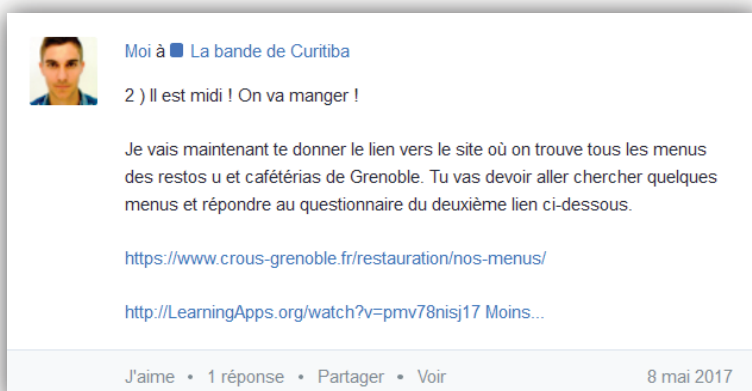 Moi à La bande de Curitiba
2 ) Il est midi ! On va manger !
Je vais maintenant te donner le lien vers le site où on trouve tous les menus
des restos u et cafétérias de Grenoble. Tu vas devoir aller chercher quelques
menus et répondre au questionnaire du deuxième lien ci-dessous.
https://www.crous-grenoble.fr/restauration/nos-menus/
http://LearningApps.org/watch?v=pmv78nisj17 Moins...
J'aime • 1 réponse • Partager • Voir 8 mai 2017